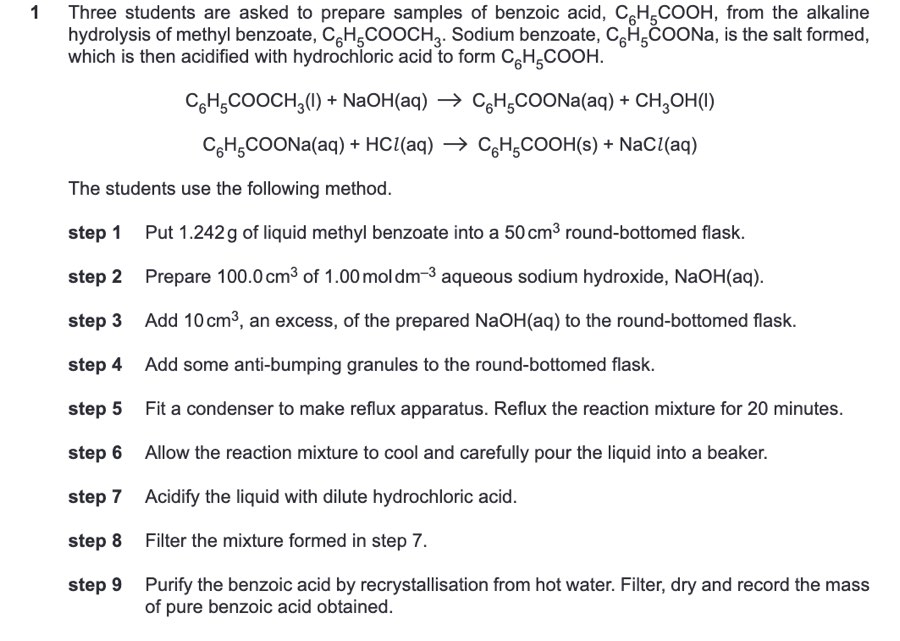 1 Three students are asked to prepare samples of benzoic acid, C₆H₅COOH, from the alkaline
hydrolysis of methyl benzoate, C₆H₅COOCH₃. Sodium benzoate, C₆H₅COONa, is the salt formed,
which is then acidified with hydrochloric acid to form C₆H₅COOH.
C₆H₅COOCH₃(l) + NaOH(aq) → C₆H₅COONa(aq) + CH₃OH(l)
C₆H₅COONa(aq) + HCl(aq) → C₆H₅COOH(s) + NaCl(aq)
The students use the following method.
step 1 Put 1.242 g of liquid methyl benzoate into a 50 cm³ round-bottomed flask.
step 2 Prepare 100.0 cm³ of 1.00 mol dm⁻³ aqueous sodium hydroxide, NaOH(aq).
step 3 Add 10 cm³, an excess, of the prepared NaOH(aq) to the round-bottomed flask.
step 4 Add some anti-bumping granules to the round-bottomed flask.
step 5 Fit a condenser to make reflux apparatus. Reflux the reaction mixture for 20 minutes.
step 6 Allow the reaction mixture to cool and carefully pour the liquid into a beaker.
step 7 Acidify the liquid with dilute hydrochloric acid.
step 8 Filter the mixture formed in step 7.
step 9 Purify the benzoic acid by recrystallisation from hot water. Filter, dry and record the mass
of pure benzoic acid obtained.